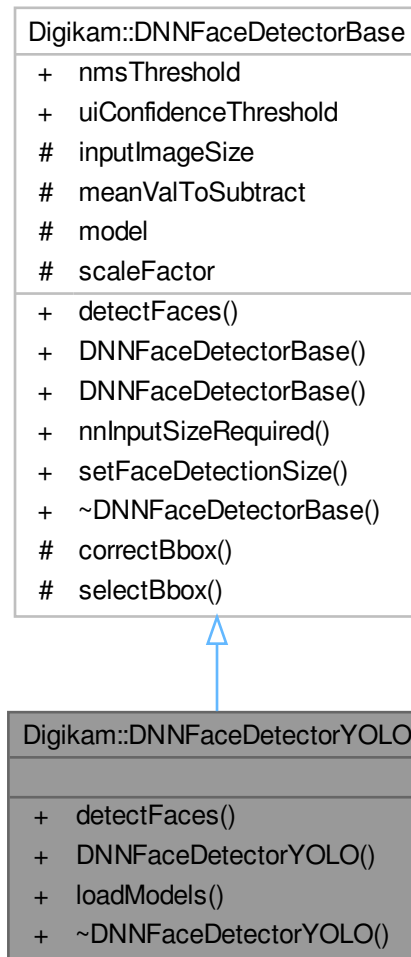 Digikam::DNNFaceDetectorBase
+ nmsThreshold
+ uiConfidenceThreshold
# inputImageSize
# meanValToSubtract
# model
# scaleFactor
+ detectFaces()
+ DNNFaceDetectorBase()
+ DNNFaceDetectorBase()
+ nnInputSizeRequired()
+ setFaceDetectionSize()
+ ~DNNFaceDetectorBase()
# correctBbox()
# selectBbox()
Digikam::DNNFaceDetectorYOLO
+ detectFaces()
+ DNNFaceDetectorYOLO()
+ loadModels()
+ ~DNNFaceDetectorYOLO()